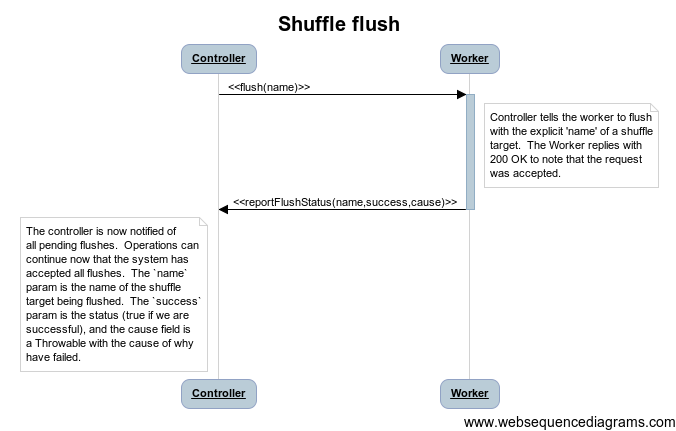 Shuffle flush
Controller
Worker
<<flush(name)>>
Controller tells the worker to flush
with the explicit 'name' of a shuffle
target.  The Worker replies with
200 OK to note that the request
was accepted.
<<reportFlushStatus(name,success,cause)>>
The controller is now notified of
all pending flushes.  Operations can
continue now that the system has
accepted all flushes.  The `name`
param is the name of the shuffle
target being flushed.  The `success`
param is the status (true if we are
successful), and the cause field is
a Throwable with the cause of why
have failed.
Controller
Worker
www.websequencediagrams.com